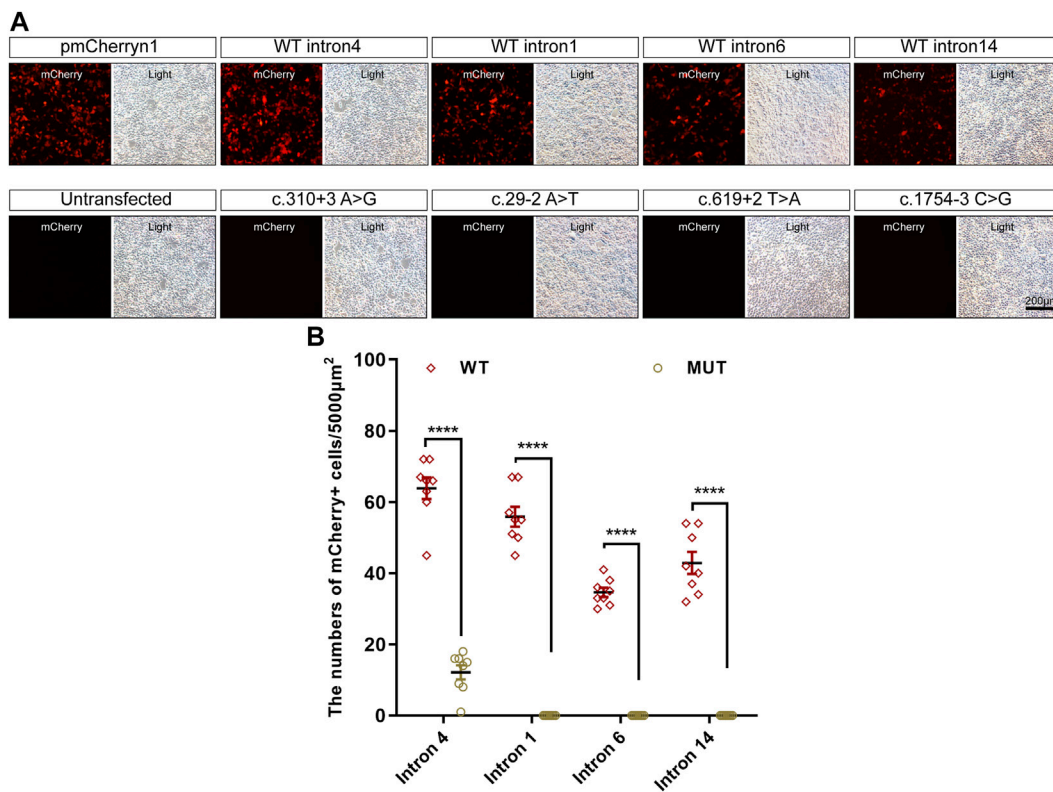 A
pmCherryn1 WT intron4 WT intron1 WT intron6 WT intron14
mCherry Light mCherry Light mCherry Light mCherry Light mCherry Light
Untransfected c.310+3 A>G c.29-2 A>T c.619+2 T>A c.1754-3 C>G
mCherry Light mCherry Light mCherry Light mCherry Light mCherry Light
200μm
B
The numbers of mCherry+ cells/5000μm²
100
80
60
40
20
0
WT MUT
****
****
****
****
Intron 4 Intron 1 Intron 6 Intron 14